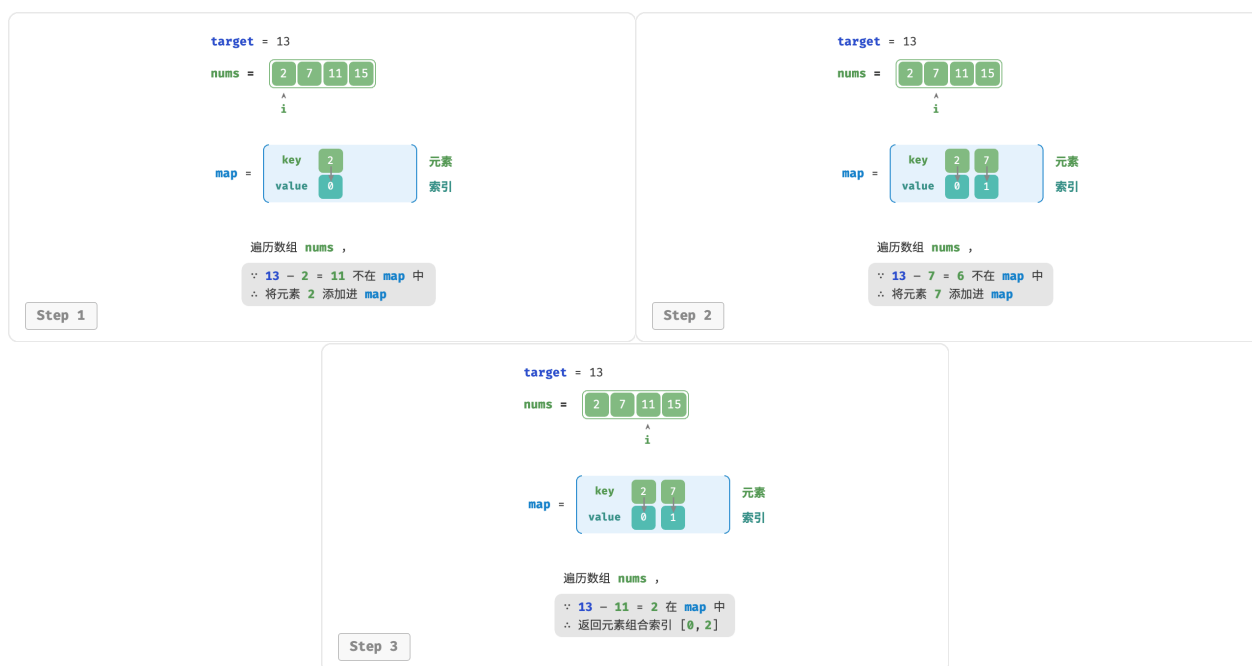 target = 13
nums = 2 7 11 15
i
key 2 元素
map =
value 0 索引
遍历数组 nums ,
∵ 13 − 2 = 11 不在 map 中
∴ 将元素 2 添加进 map
Step 1
target = 13
nums = 2 7 11 15
i
key 2 7 元素
map =
value 0 1 索引
遍历数组 nums ,
∵ 13 − 7 = 6 不在 map 中
∴ 将元素 7 添加进 map
Step 2
target = 13
nums = 2 7 11 15
i
key 2 7 元素
map =
value 0 1 索引
遍历数组 nums ,
∵ 13 − 11 = 2 在 map 中
∴ 返回元素组合索引 [0, 2]
Step 3